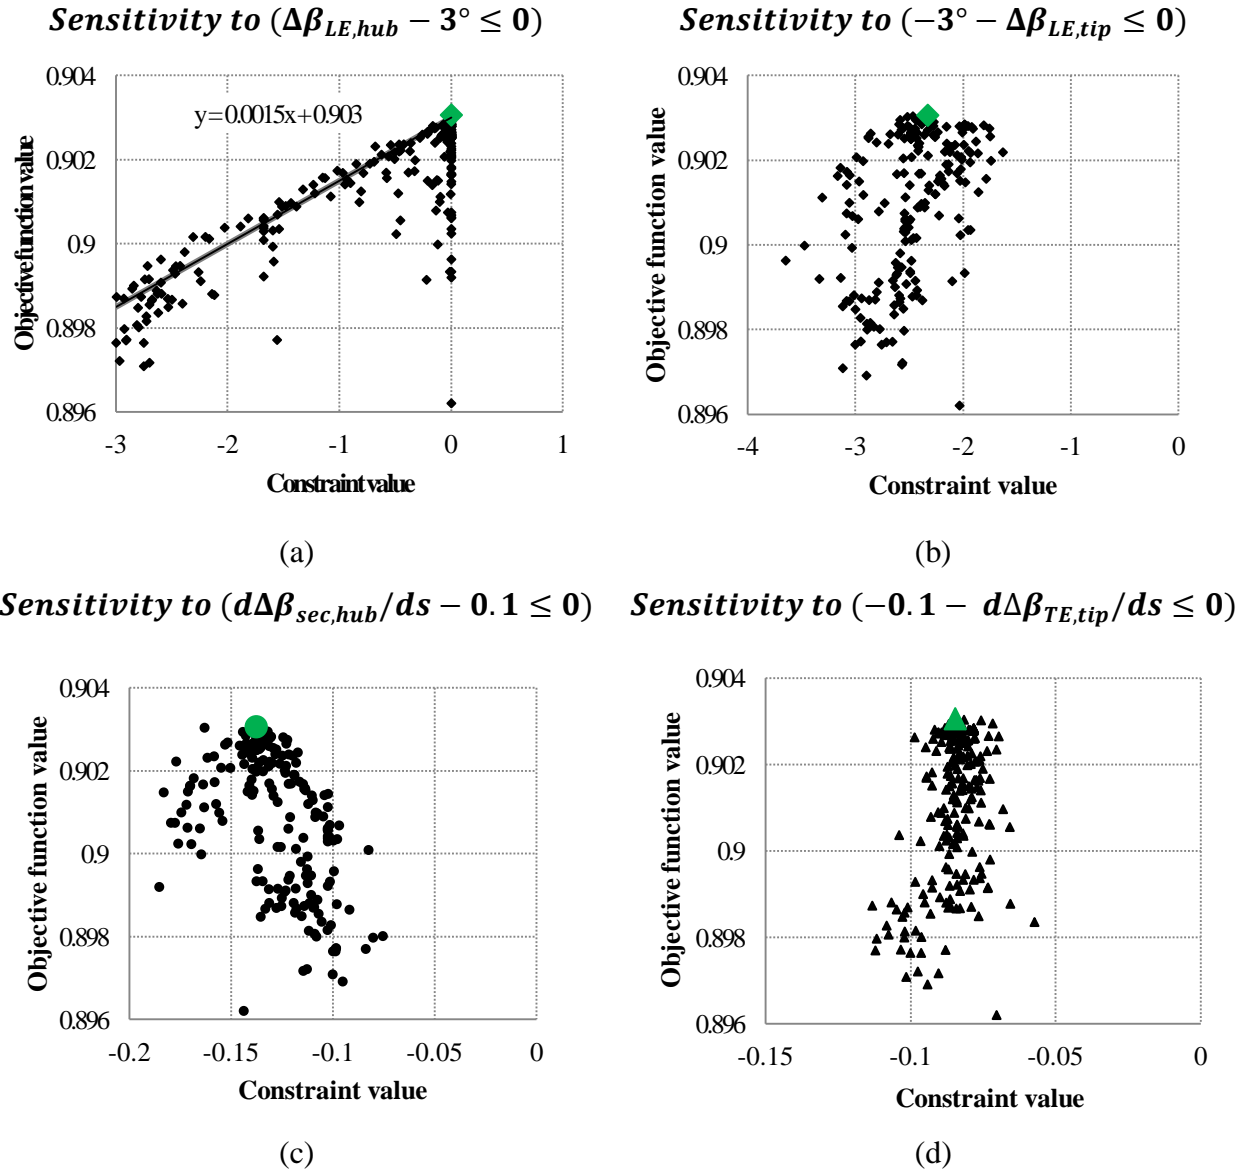 Sensitivity to (Δβ_LE,hub − 3° ≤ 0)
Sensitivity to (−3° − Δβ_LE,tip ≤ 0)
0.904
0.902
0.9
0.898
0.896
-3 -2 -1 0 1
y=0.0015x+0.903
Objective function value
Constraint value
(a)
0.904
0.902
0.9
0.898
0.896
-4 -3 -2 -1 0
Objective function value
Constraint value
(b)
Sensitivity to (dΔβ_sec,hub/ds − 0.1 ≤ 0)
Sensitivity to (−0.1 − dΔβ_TE,tip/ds ≤ 0)
0.904
0.902
0.9
0.898
0.896
-0.2 -0.15 -0.1 -0.05 0
Objective function value
Constraint value
(c)
0.904
0.902
0.9
0.898
0.896
-0.15 -0.1 -0.05 0
Objective function value
Constraint value
(d)